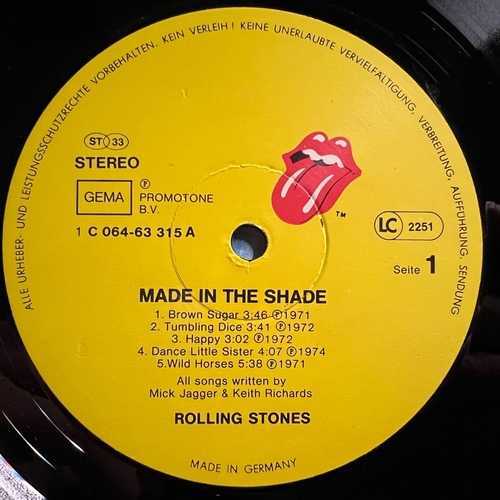 ALLE URHEBER- UND LEISTUNGSSCHUTZRECHTE VORBEHALTEN. KEIN VERLEIH! KEINE UNERLAUBTE VERVIELFÄLTIGUNG, VERBREITUNG, AUFFÜHRUNG, SENDUNG
ST 33
STEREO
GEMA
Ⓟ PROMOTONE
B.V.
1 C 064-63 315 A
TM
LC 2251
Seite 1
MADE IN THE SHADE
1. Brown Sugar 3:46 Ⓟ1971
2. Tumbling Dice 3:41 Ⓟ1972
3. Happy 3:02 Ⓟ1972
4. Dance Little Sister 4:07 Ⓟ1974
5.Wild Horses 5:38 Ⓟ1971
All songs written by
Mick Jagger & Keith Richards
ROLLING STONES
MADE IN GERMANY